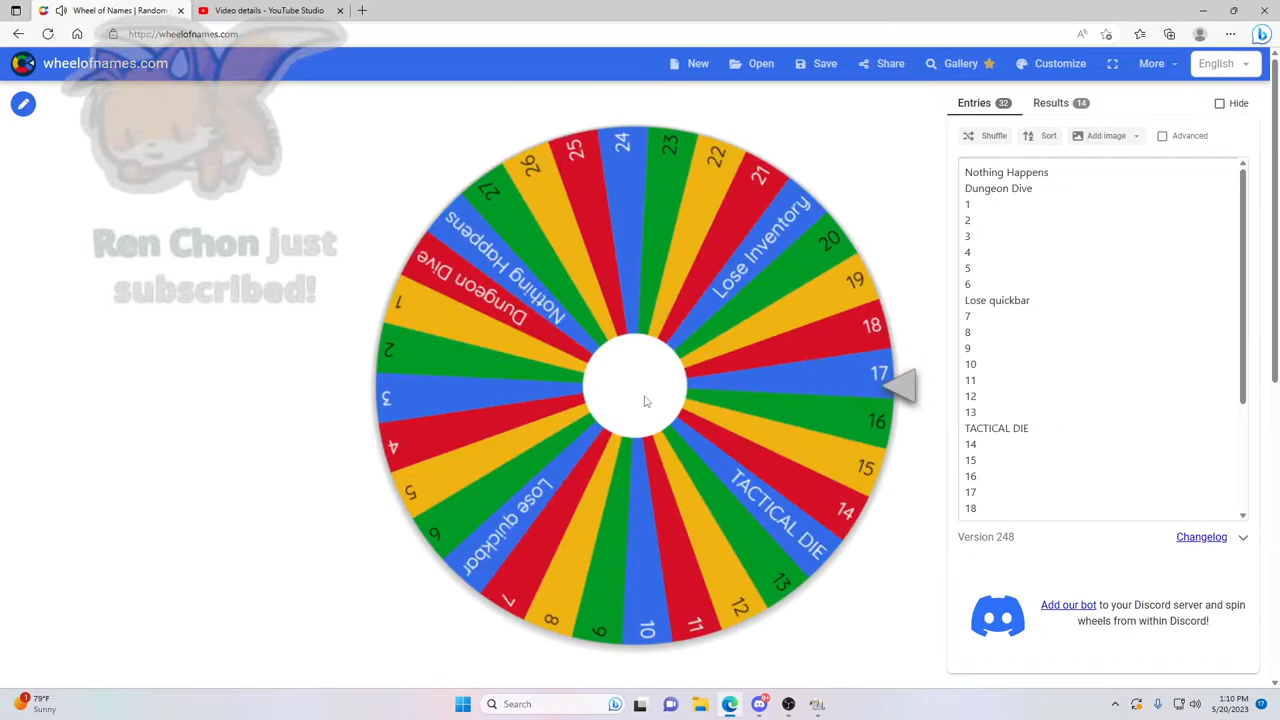 Wheel of Names | Random
Video details - YouTube Studio
https://wheelofnames.com
wheelofnames.com
New
Open
Save
Share
Gallery
Customize
More
English
Entries 32
Results 14
Hide
Shuffle
Sort
Add image
Advanced
Nothing Happens
Dungeon Dive
1
2
3
4
5
6
Lose quickbar
7
8
9
10
11
12
13
TACTICAL DIE
14
15
16
17
18
Version 248
Changelog
Add our bot to your Discord server and spin
wheels from within Discord!
Ren Chon just
subscribed!
Nothing Happens
Dungeon Dive
1
2
3
4
5
6
Lose quickbar
7
8
9
10
11
12
13
TACTICAL DIE
14
15
16
17
18
19
20
Lose Inventory
21
22
23
24
25
26
27
1
79°F
Sunny
Search
9+
1:10 PM
5/20/2023
17